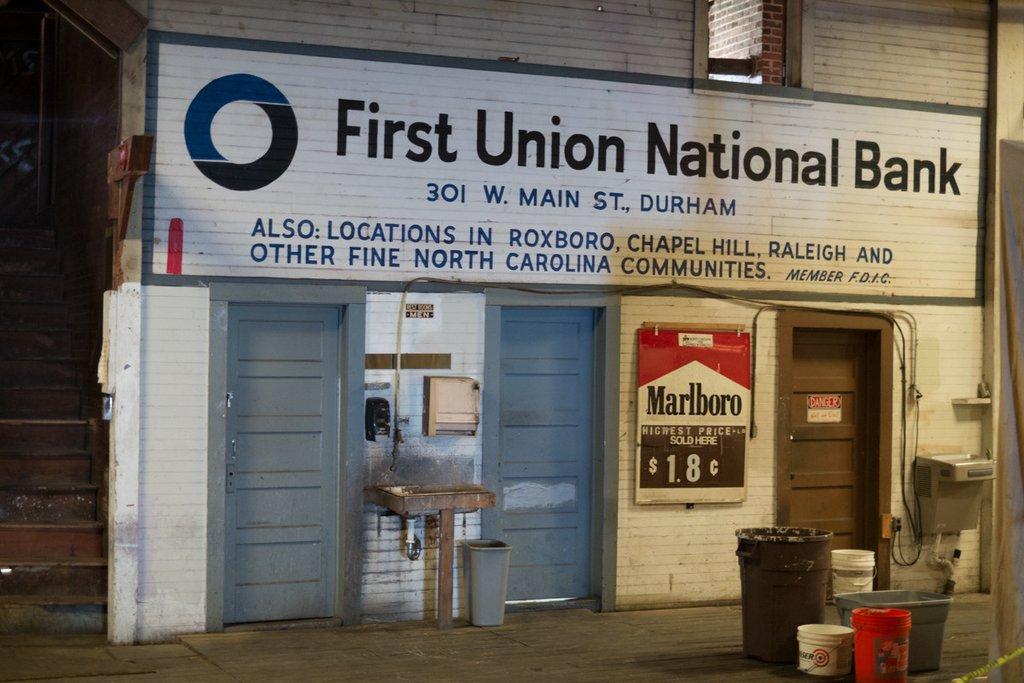 First Union National Bank
301 W. MAIN ST., DURHAM
ALSO: LOCATIONS IN ROXBORO, CHAPEL HILL, RALEIGH AND
OTHER FINE NORTH CAROLINA COMMUNITIES. MEMBER F.D.I.C.
MEN
Marlboro
HIGHEST PRICE-LB
SOLD HERE
$ 1.8 ¢
DANGER